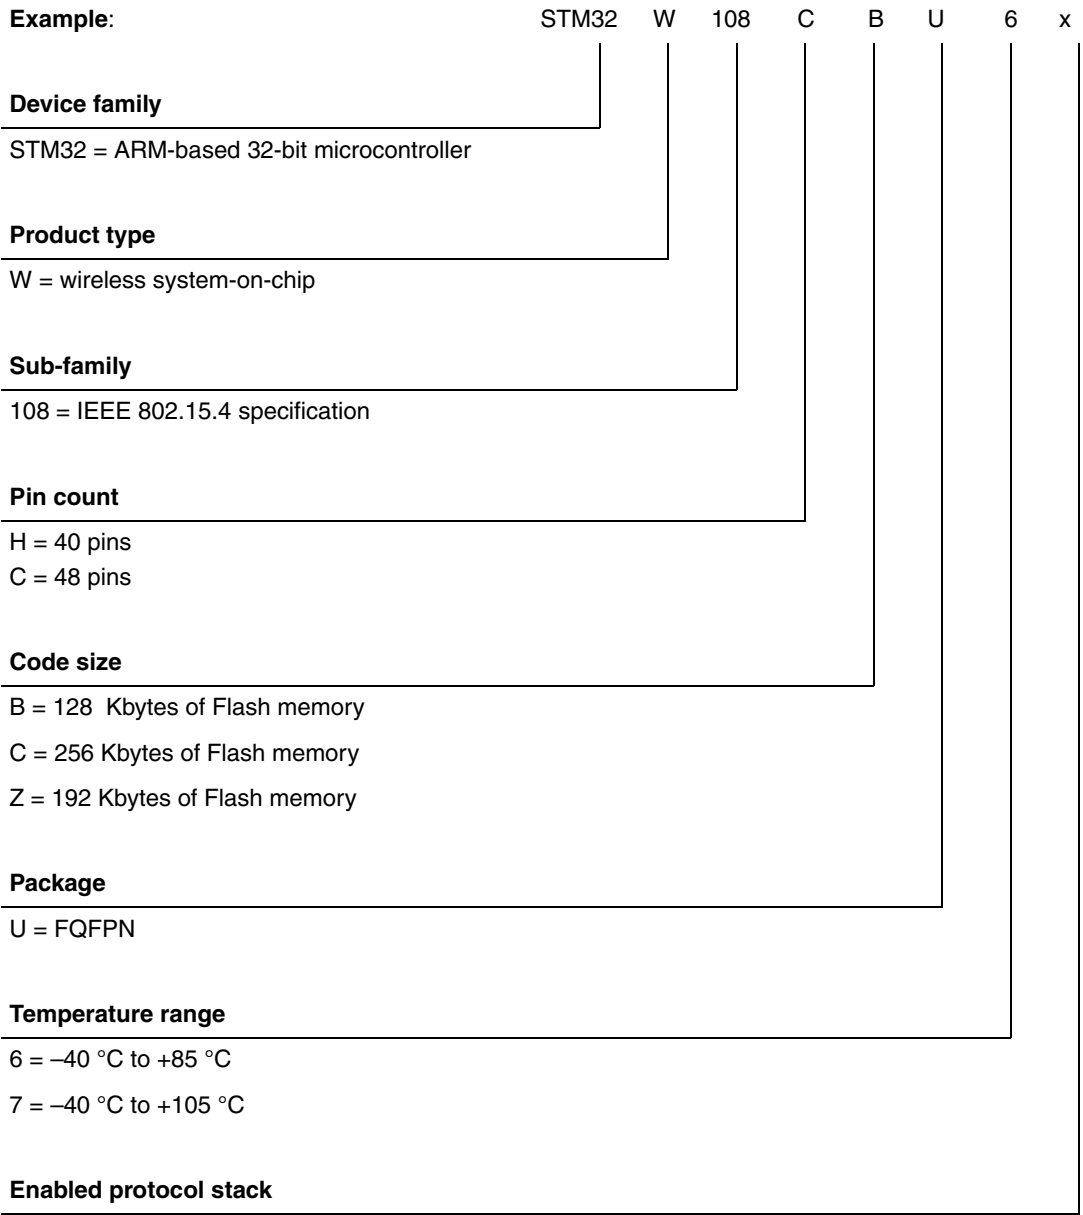 Example: STM32 W 108 C B U 6 x
Device family
STM32 = ARM-based 32-bit microcontroller
Product type
W = wireless system-on-chip
Sub-family
108 = IEEE 802.15.4 specification
Pin count
H = 40 pins
C = 48 pins
Code size
B = 128 Kbytes of Flash memory
C = 256 Kbytes of Flash memory
Z = 192 Kbytes of Flash memory
Package
U = FQFPN
Temperature range
6 = –40 °C to +85 °C
7 = –40 °C to +105 °C
Enabled protocol stack